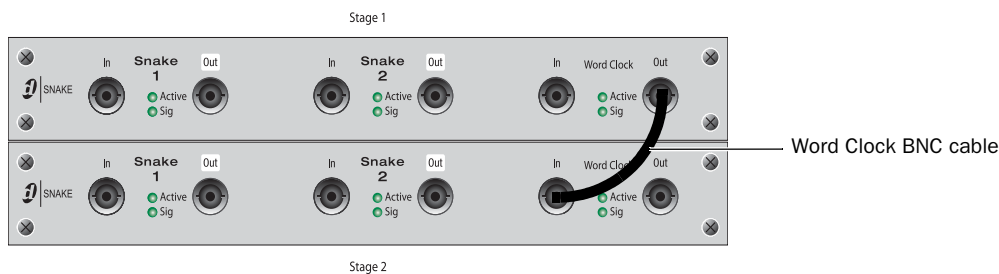 Stage 1
In Snake 1 Out In Snake 2 Out In Word Clock Out
SNAKE
Active Active Active
Sig Sig Sig
Word Clock BNC cable
In Snake 1 Out In Snake 2 Out In Word Clock Out
SNAKE
Active Active Active
Sig Sig Sig
Stage 2